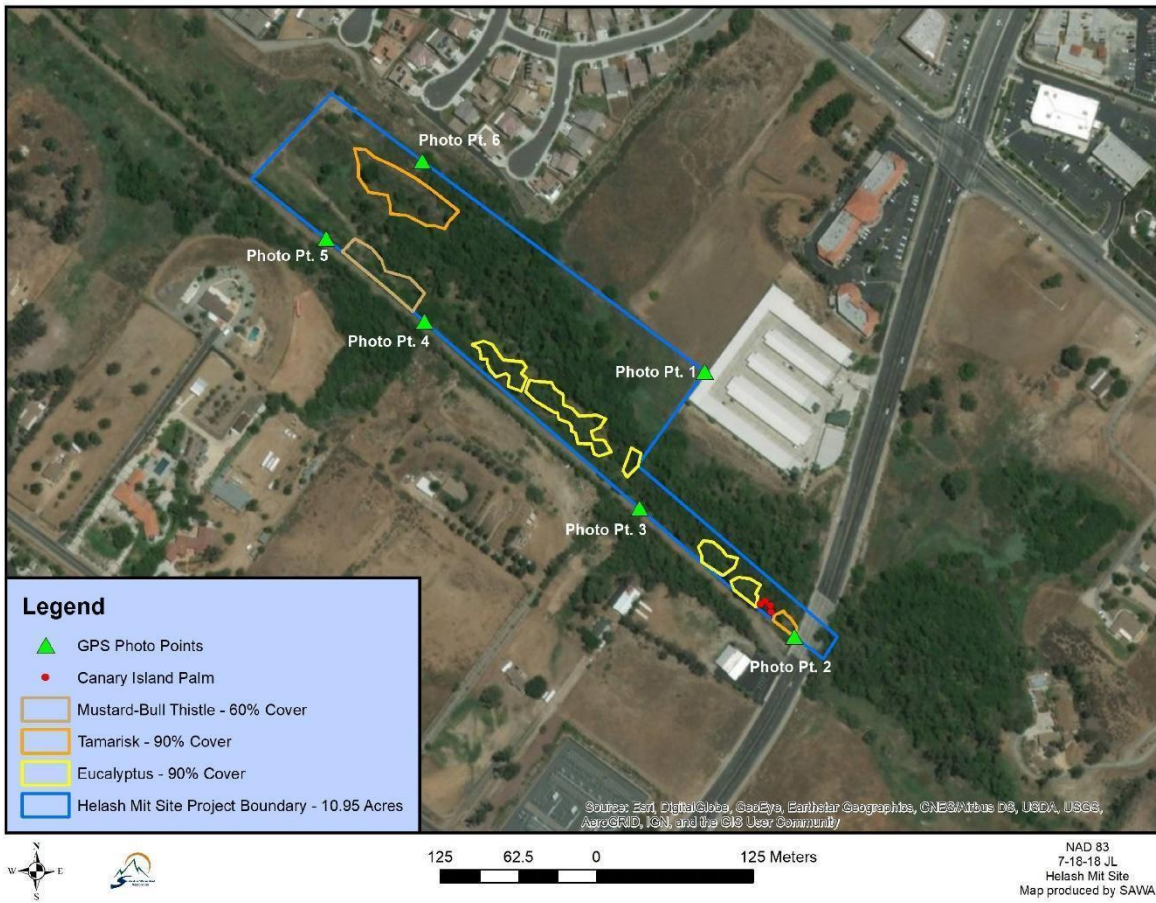 Photo Pt. 6
Photo Pt. 5
Photo Pt. 4
Photo Pt. 1
Photo Pt. 3
Photo Pt. 2
Legend
GPS Photo Points
Canary Island Palm
Mustard-Bull Thistle - 60% Cover
Tamarisk - 90% Cover
Eucalyptus - 90% Cover
Helash Mit Site Project Boundary - 10.95 Acres
Source: Esri, DigitalGlobe, GeoEye, Earthstar Geographics, CNES/Airbus DS, USDA, USGS,
AeroGRID, IGN, and the GIS User Community
N
W
E
S
125 62.5 0 125 Meters
NAD 83
7-18-18 JL
Helash Mit Site
Map produced by SAWA